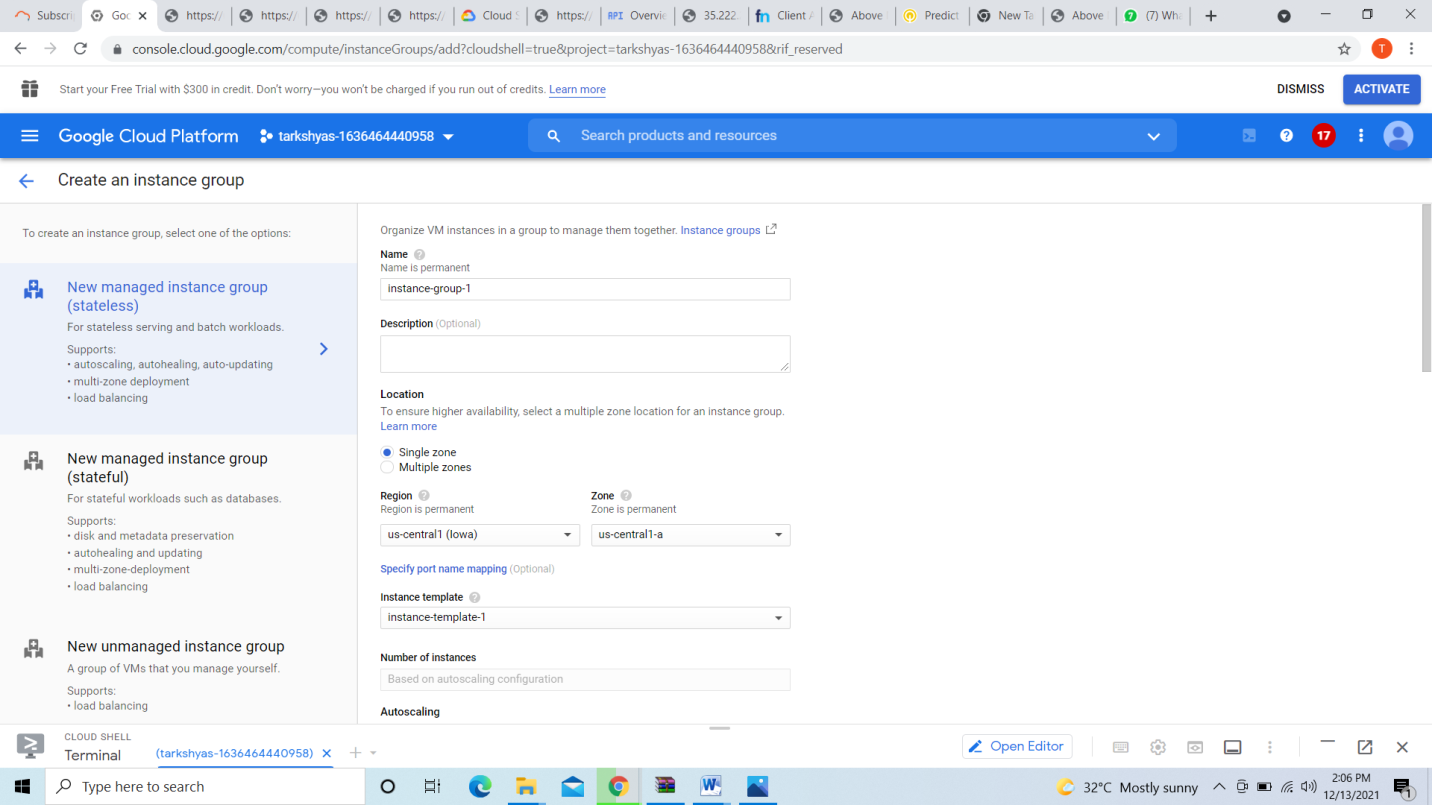 Subscri
Goo
https:/
https:/
https:/
https:/
Cloud S
https:/
API Overvie
35.222.
fn Client A
Above
Predict
New Ta
Above
(7) Wha
console.cloud.google.com/compute/instanceGroups/add?cloudshell=true&project=tarkshyas-1636464440958&rif_reserved
T
Start your Free Trial with $300 in credit. Don't worry—you won't be charged if you run out of credits. Learn more
DISMISS
ACTIVATE
Google Cloud Platform
tarkshyas-1636464440958
Search products and resources
17
Create an instance group
To create an instance group, select one of the options:
New managed instance group
(stateless)
For stateless serving and batch workloads.
Supports:
• autoscaling, autohealing, auto-updating
• multi-zone deployment
• load balancing
New managed instance group
(stateful)
For stateful workloads such as databases.
Supports:
• disk and metadata preservation
• autohealing and updating
• multi-zone-deployment
• load balancing
New unmanaged instance group
A group of VMs that you manage yourself.
Supports:
• load balancing
Organize VM instances in a group to manage them together. Instance groups
Name
Name is permanent
instance-group-1
Description (Optional)
Location
To ensure higher availability, select a multiple zone location for an instance group.
Learn more
Single zone
Multiple zones
Region
Region is permanent
us-central1 (Iowa)
Zone
Zone is permanent
us-central1-a
Specify port name mapping (Optional)
Instance template
instance-template-1
Number of instances
Based on autoscaling configuration
Autoscaling
CLOUD SHELL
Terminal
(tarkshyas-1636464440958)
Open Editor
Type here to search
32°C Mostly sunny
2:06 PM
12/13/2021
1